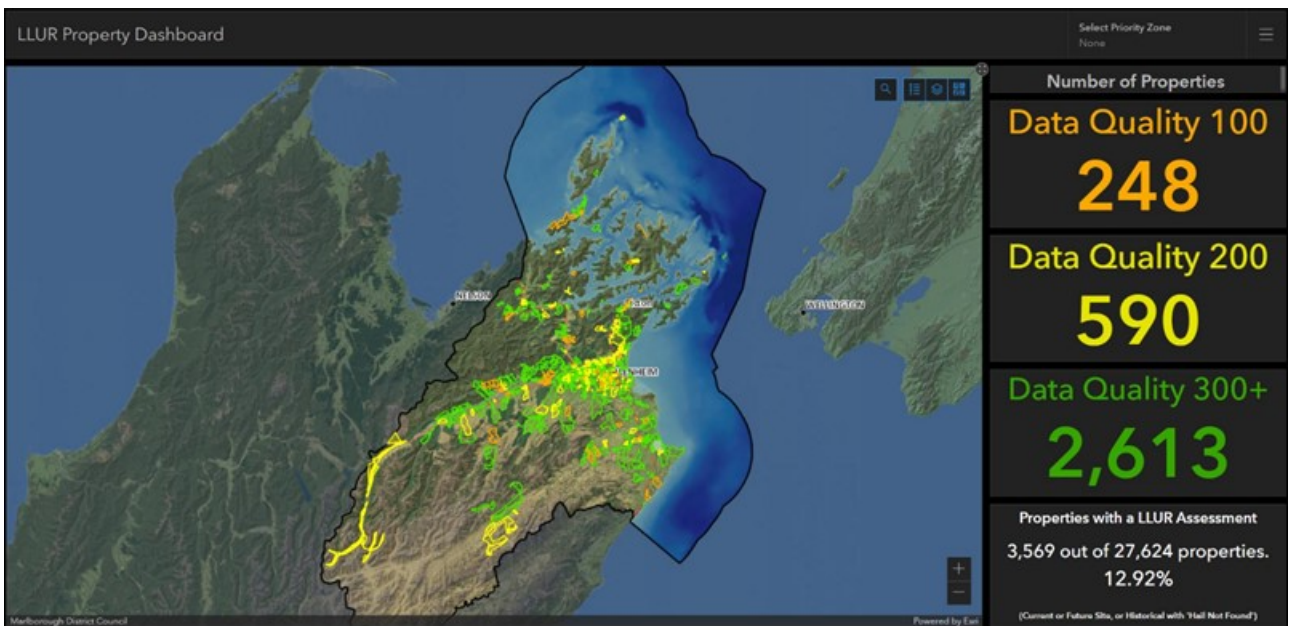 LLUR Property Dashboard
Select Priority Zone
None
Number of Properties
Data Quality 100
248
Data Quality 200
590
Data Quality 300+
2,613
Properties with a LLUR Assessment
3,569 out of 27,624 properties.
12.92%
(Current or Future Site, or Historical with 'Hail Not Found')
NELSON
WELLINGTON
Marlborough District Council
Powered by Esri